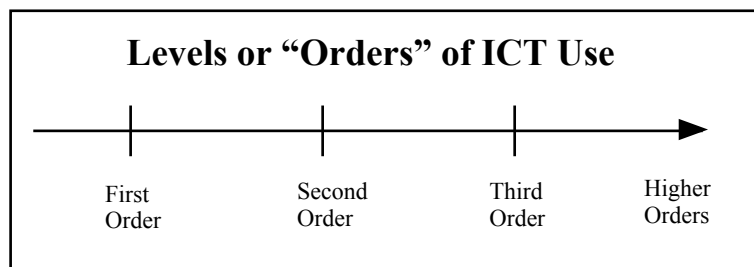 Levels or “Orders” of ICT Use
First
Order
Second
Order
Third
Order
Higher
Orders